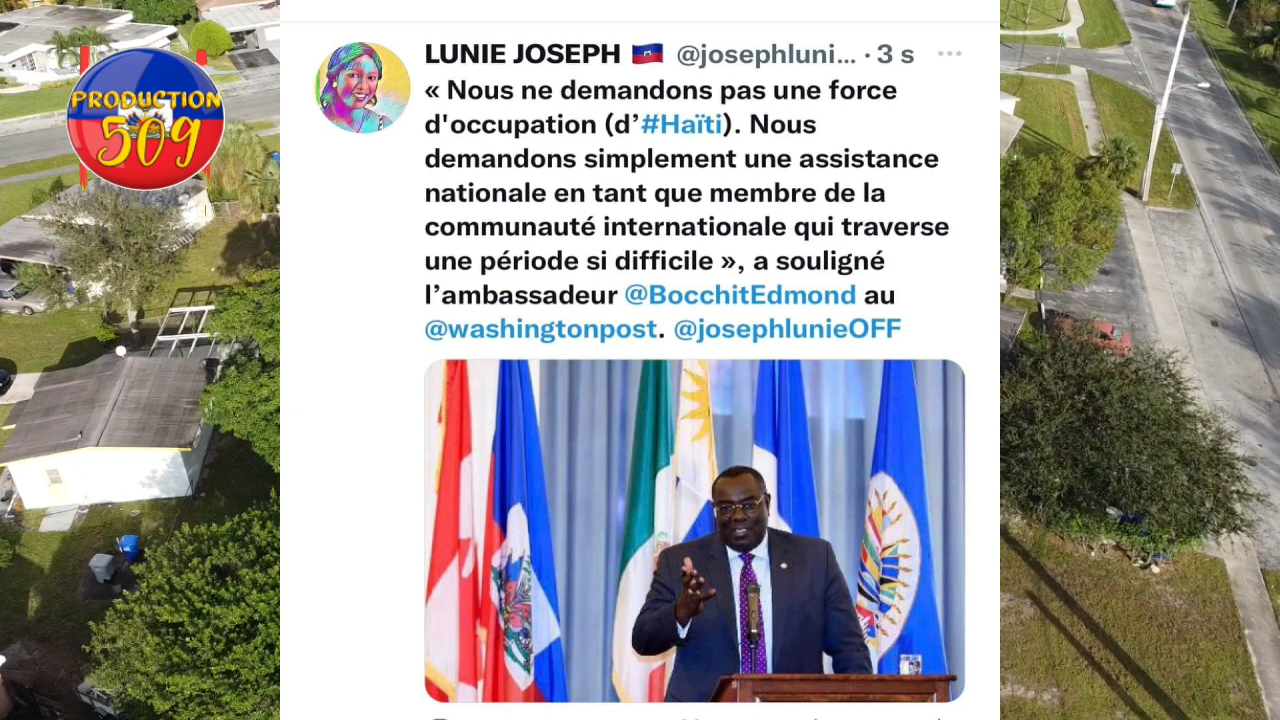 PRODUCTION
509
LUNIE JOSEPH 🇭🇹 @josephluni... · 3 s
« Nous ne demandons pas une force
d'occupation (d’#Haïti). Nous
demandons simplement une assistance
nationale en tant que membre de la
communauté internationale qui traverse
une période si difficile », a souligné
l’ambassadeur @BocchitEdmond au
@washingtonpost. @josephlunieOFF